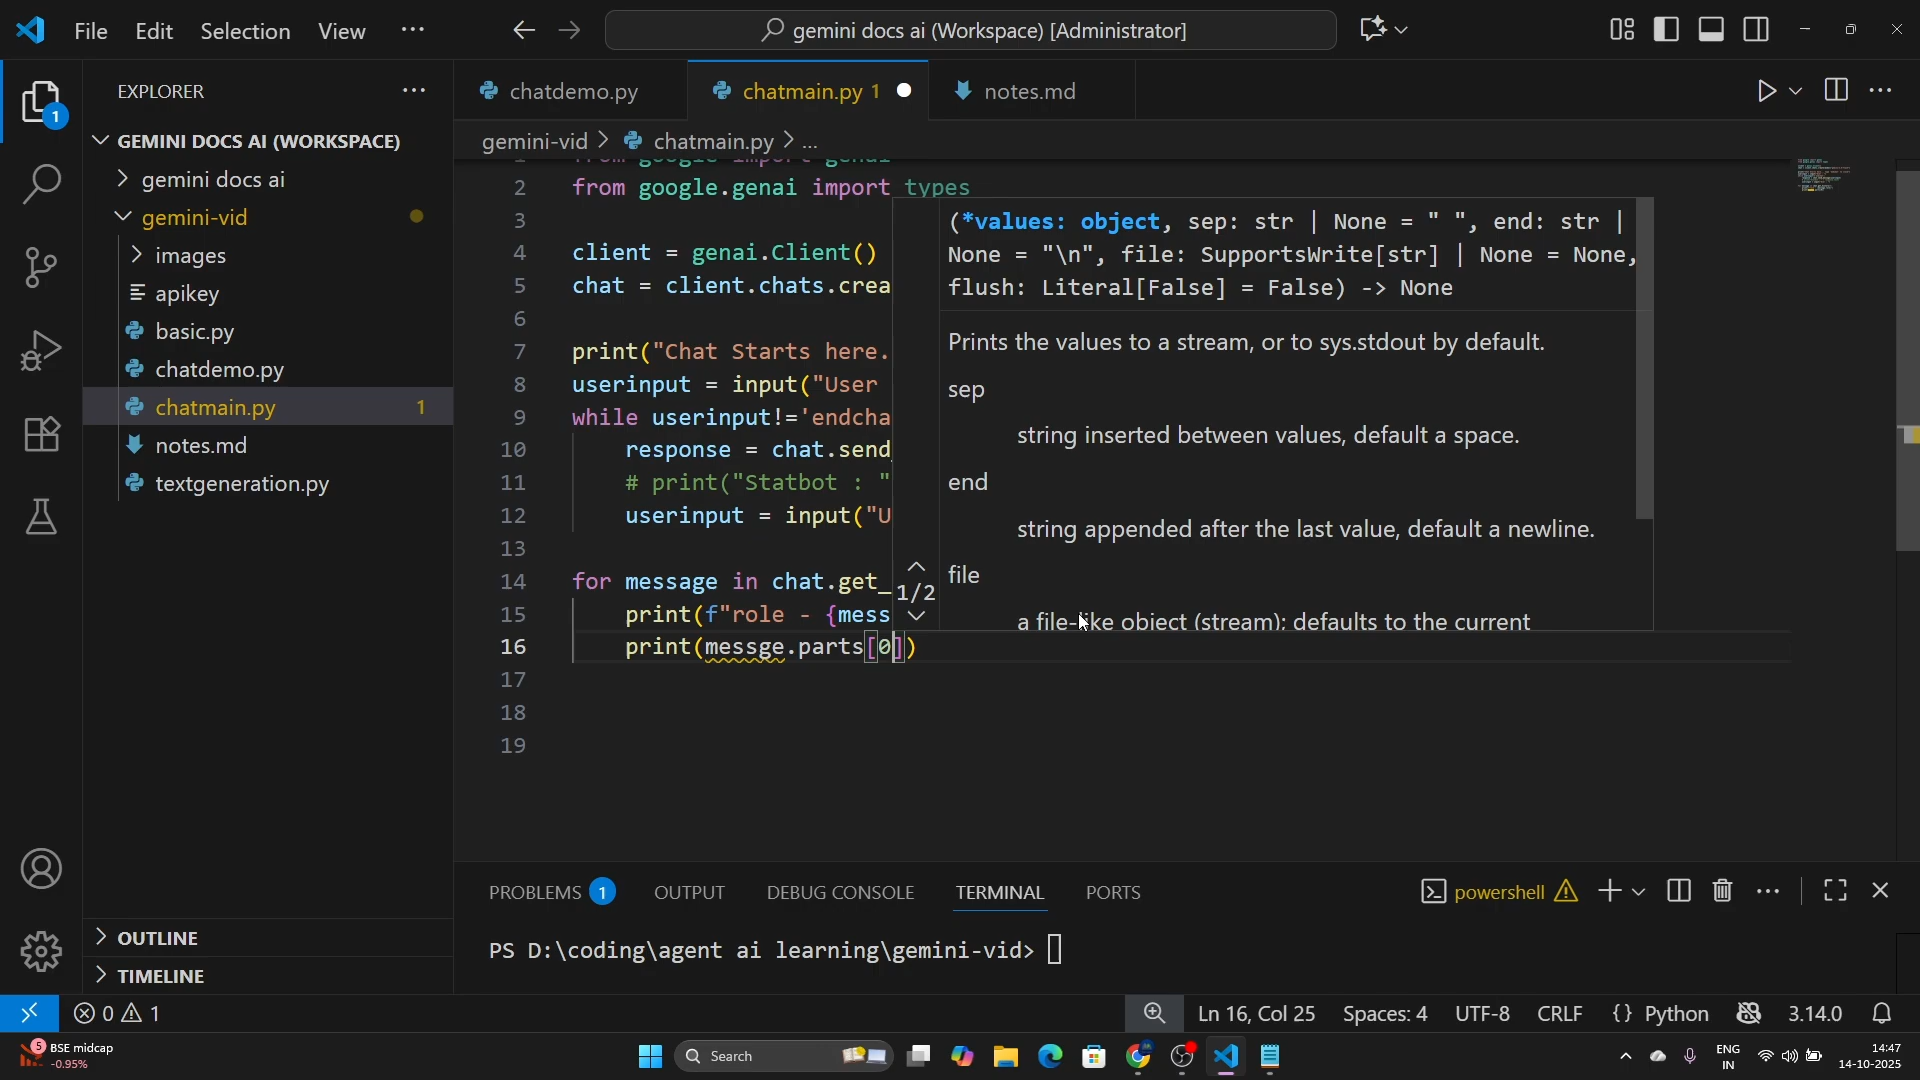 File Edit Selection View ...
gemini docs ai (Workspace) [Administrator]
EXPLORER ...
1
GEMINI DOCS AI (WORKSPACE)
gemini docs ai
gemini-vid
images
apikey
basic.py
chatdemo.py
chatmain.py 1
notes.md
textgeneration.py
OUTLINE
TIMELINE
chatdemo.py
chatmain.py 1
notes.md
gemini-vid > chatmain.py > ...
1 from google import genai
2 from google.genai import types
3
4 client = genai.Client()
5 chat = client.chats.crea
6
7 print("Chat Starts here.
8 userinput = input("User
9 while userinput!='endcha
10 response = chat.send_
11 # print("Statbot : "
12 userinput = input("U
13
14 for message in chat.get_
15 print(f"role - {mess
16 print(messge.parts[0])
17
18
19
(*values: object, sep: str | None = " ", end: str |
None = "\n", file: SupportsWrite[str] | None = None,
flush: Literal[False] = False) -> None
Prints the values to a stream, or to sys.stdout by default.
sep
string inserted between values, default a space.
end
string appended after the last value, default a newline.
file
a file-like object (stream); defaults to the current
1/2
PROBLEMS 1 OUTPUT DEBUG CONSOLE TERMINAL PORTS
powershell
PS D:\coding\agent ai learning\gemini-vid>
0 1
Ln 16, Col 25 Spaces: 4 UTF-8 CRLF {} Python 3.14.0
5 BSE midcap
-0.95%
Search
ENG
IN
14:47
14-10-2025